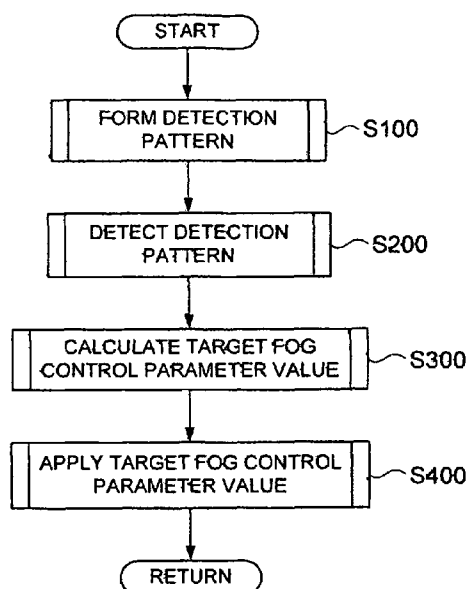 START
FORM DETECTION
PATTERN
S100
DETECT DETECTION
PATTERN
S200
CALCULATE TARGET FOG
CONTROL PARAMETER VALUE
S300
APPLY TARGET FOG CONTROL
PARAMETER VALUE
S400
RETURN